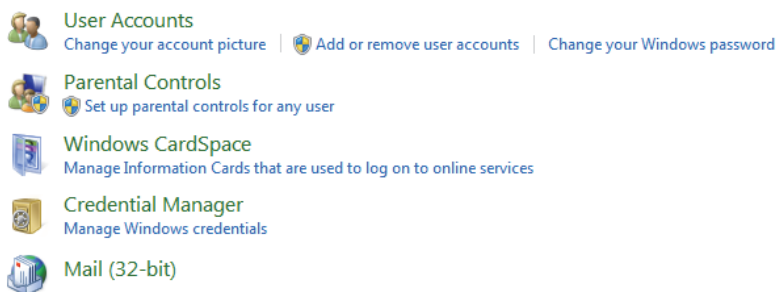 User Accounts
Change your account picture | Add or remove user accounts | Change your Windows password
Parental Controls
Set up parental controls for any user
Windows CardSpace
Manage Information Cards that are used to log on to online services
Credential Manager
Manage Windows credentials
Mail (32-bit)